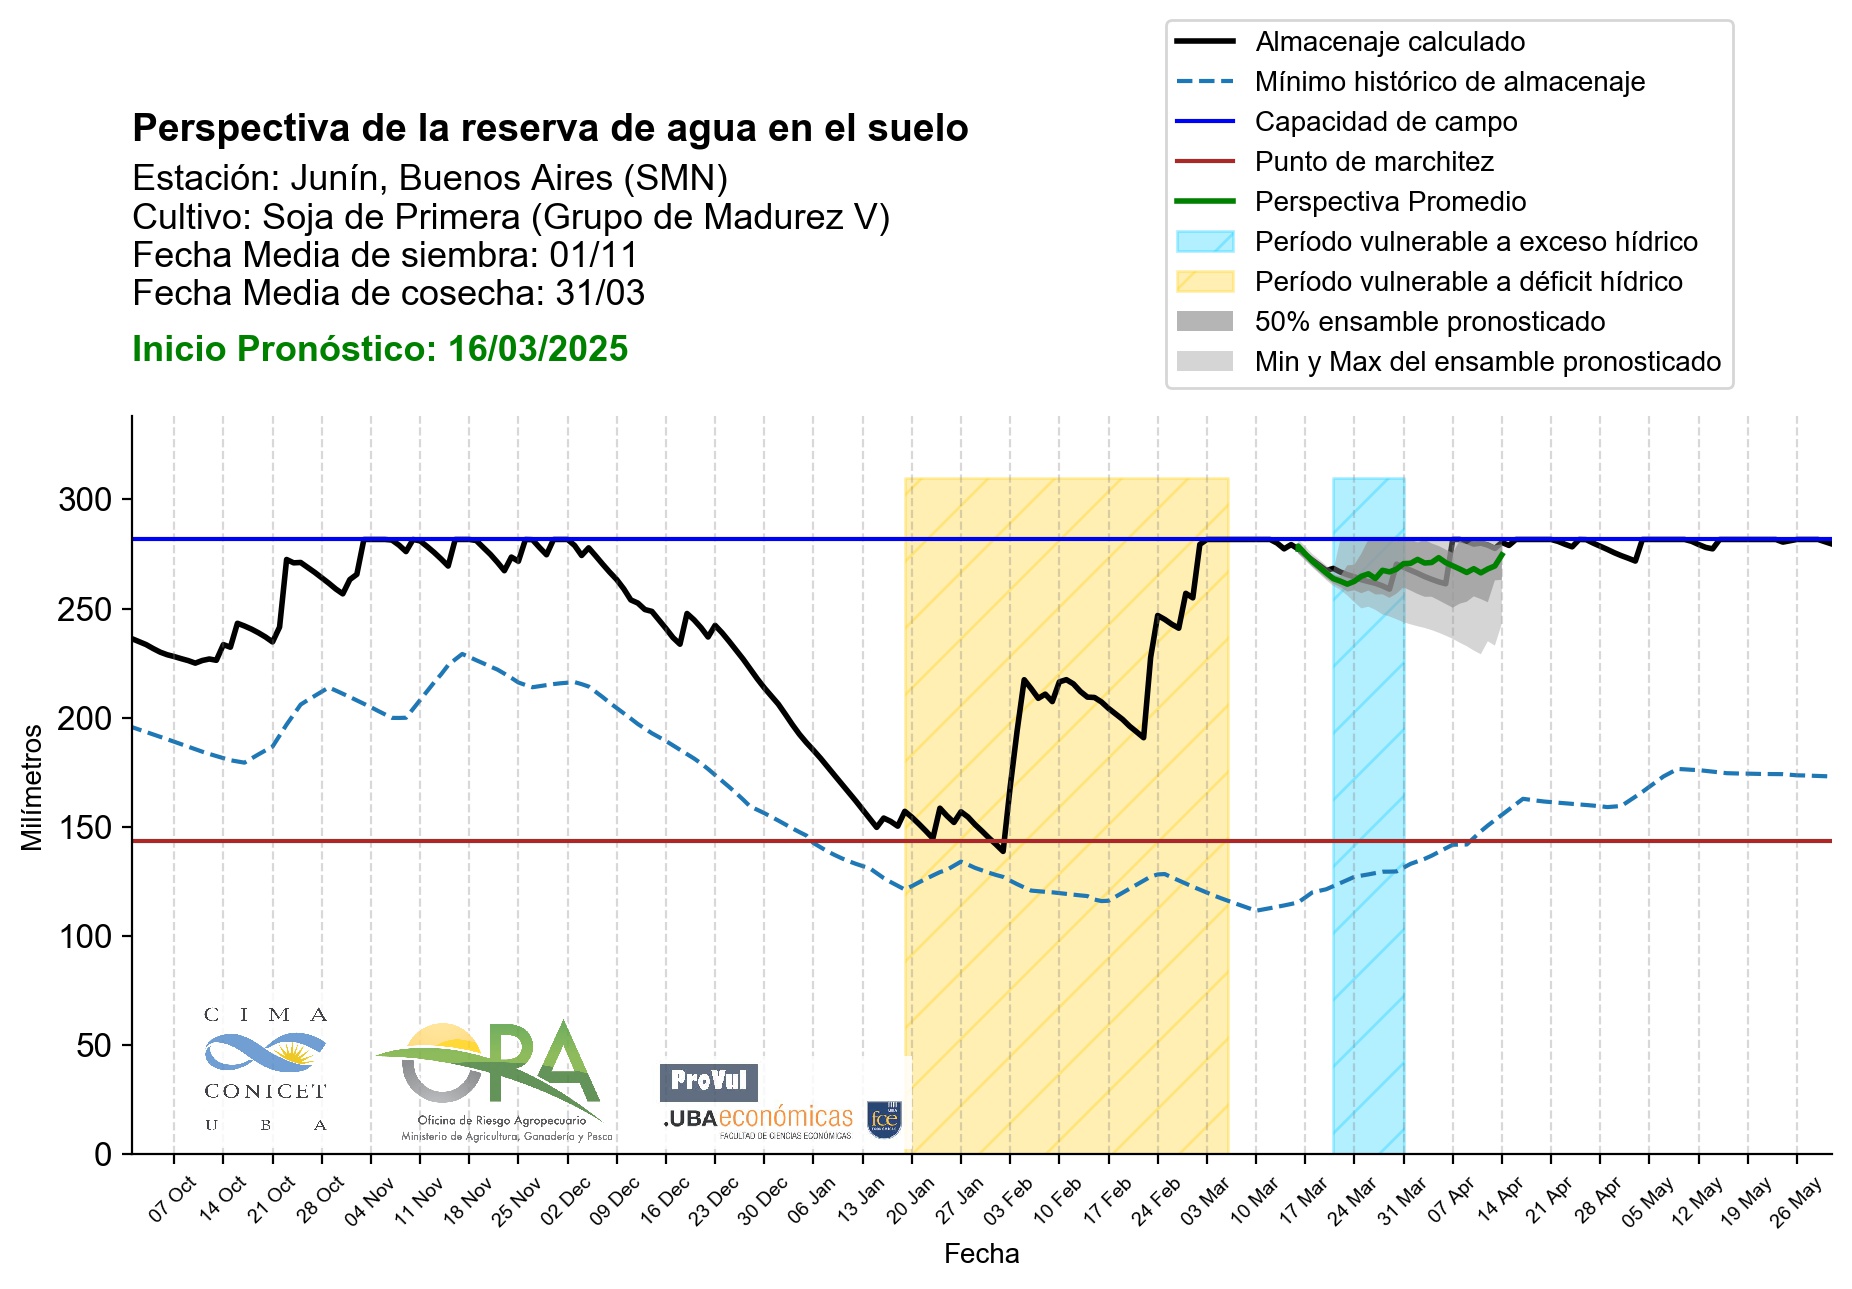 Almacenaje calculado
Mínimo histórico de almacenaje
Capacidad de campo
Punto de marchitez
Perspectiva Promedio
Período vulnerable a exceso hídrico
Período vulnerable a déficit hídrico
50% ensamble pronosticado
Min y Max del ensamble pronosticado
Perspectiva de la reserva de agua en el suelo
Estación: Junín, Buenos Aires (SMN)
Cultivo: Soja de Primera (Grupo de Madurez V)
Fecha Media de siembra: 01/11
Fecha Media de cosecha: 31/03
Inicio Pronóstico: 16/03/2025
300
250
200
150
100
50
0
Milímetros
CIMA
CONICET
UBA
ORA
Oficina de Riesgo Agropecuario
Ministerio de Agricultura, Ganadería y Pesca
ProVul
.UBAeconómicas
FACULTAD DE CIENCIAS ECONÓMICAS
fce
07 Oct
14 Oct
21 Oct
28 Oct
04 Nov
11 Nov
18 Nov
25 Nov
02 Dec
09 Dec
16 Dec
23 Dec
30 Dec
06 Jan
13 Jan
20 Jan
27 Jan
03 Feb
10 Feb
17 Feb
24 Feb
03 Mar
10 Mar
17 Mar
24 Mar
31 Mar
07 Apr
14 Apr
21 Apr
28 Apr
05 May
12 May
19 May
26 May
Fecha